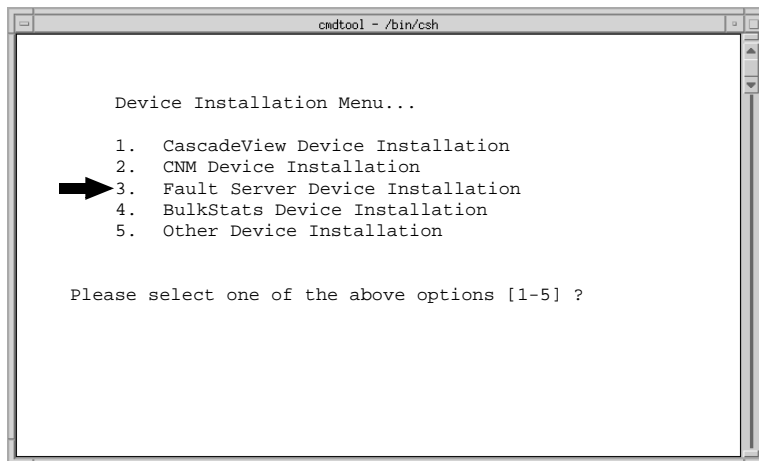 cmdtool - /bin/csh
Device Installation Menu...
1. CascadeView Device Installation
2. CNM Device Installation
3. Fault Server Device Installation
4. BulkStats Device Installation
5. Other Device Installation
Please select one of the above options [1-5] ?